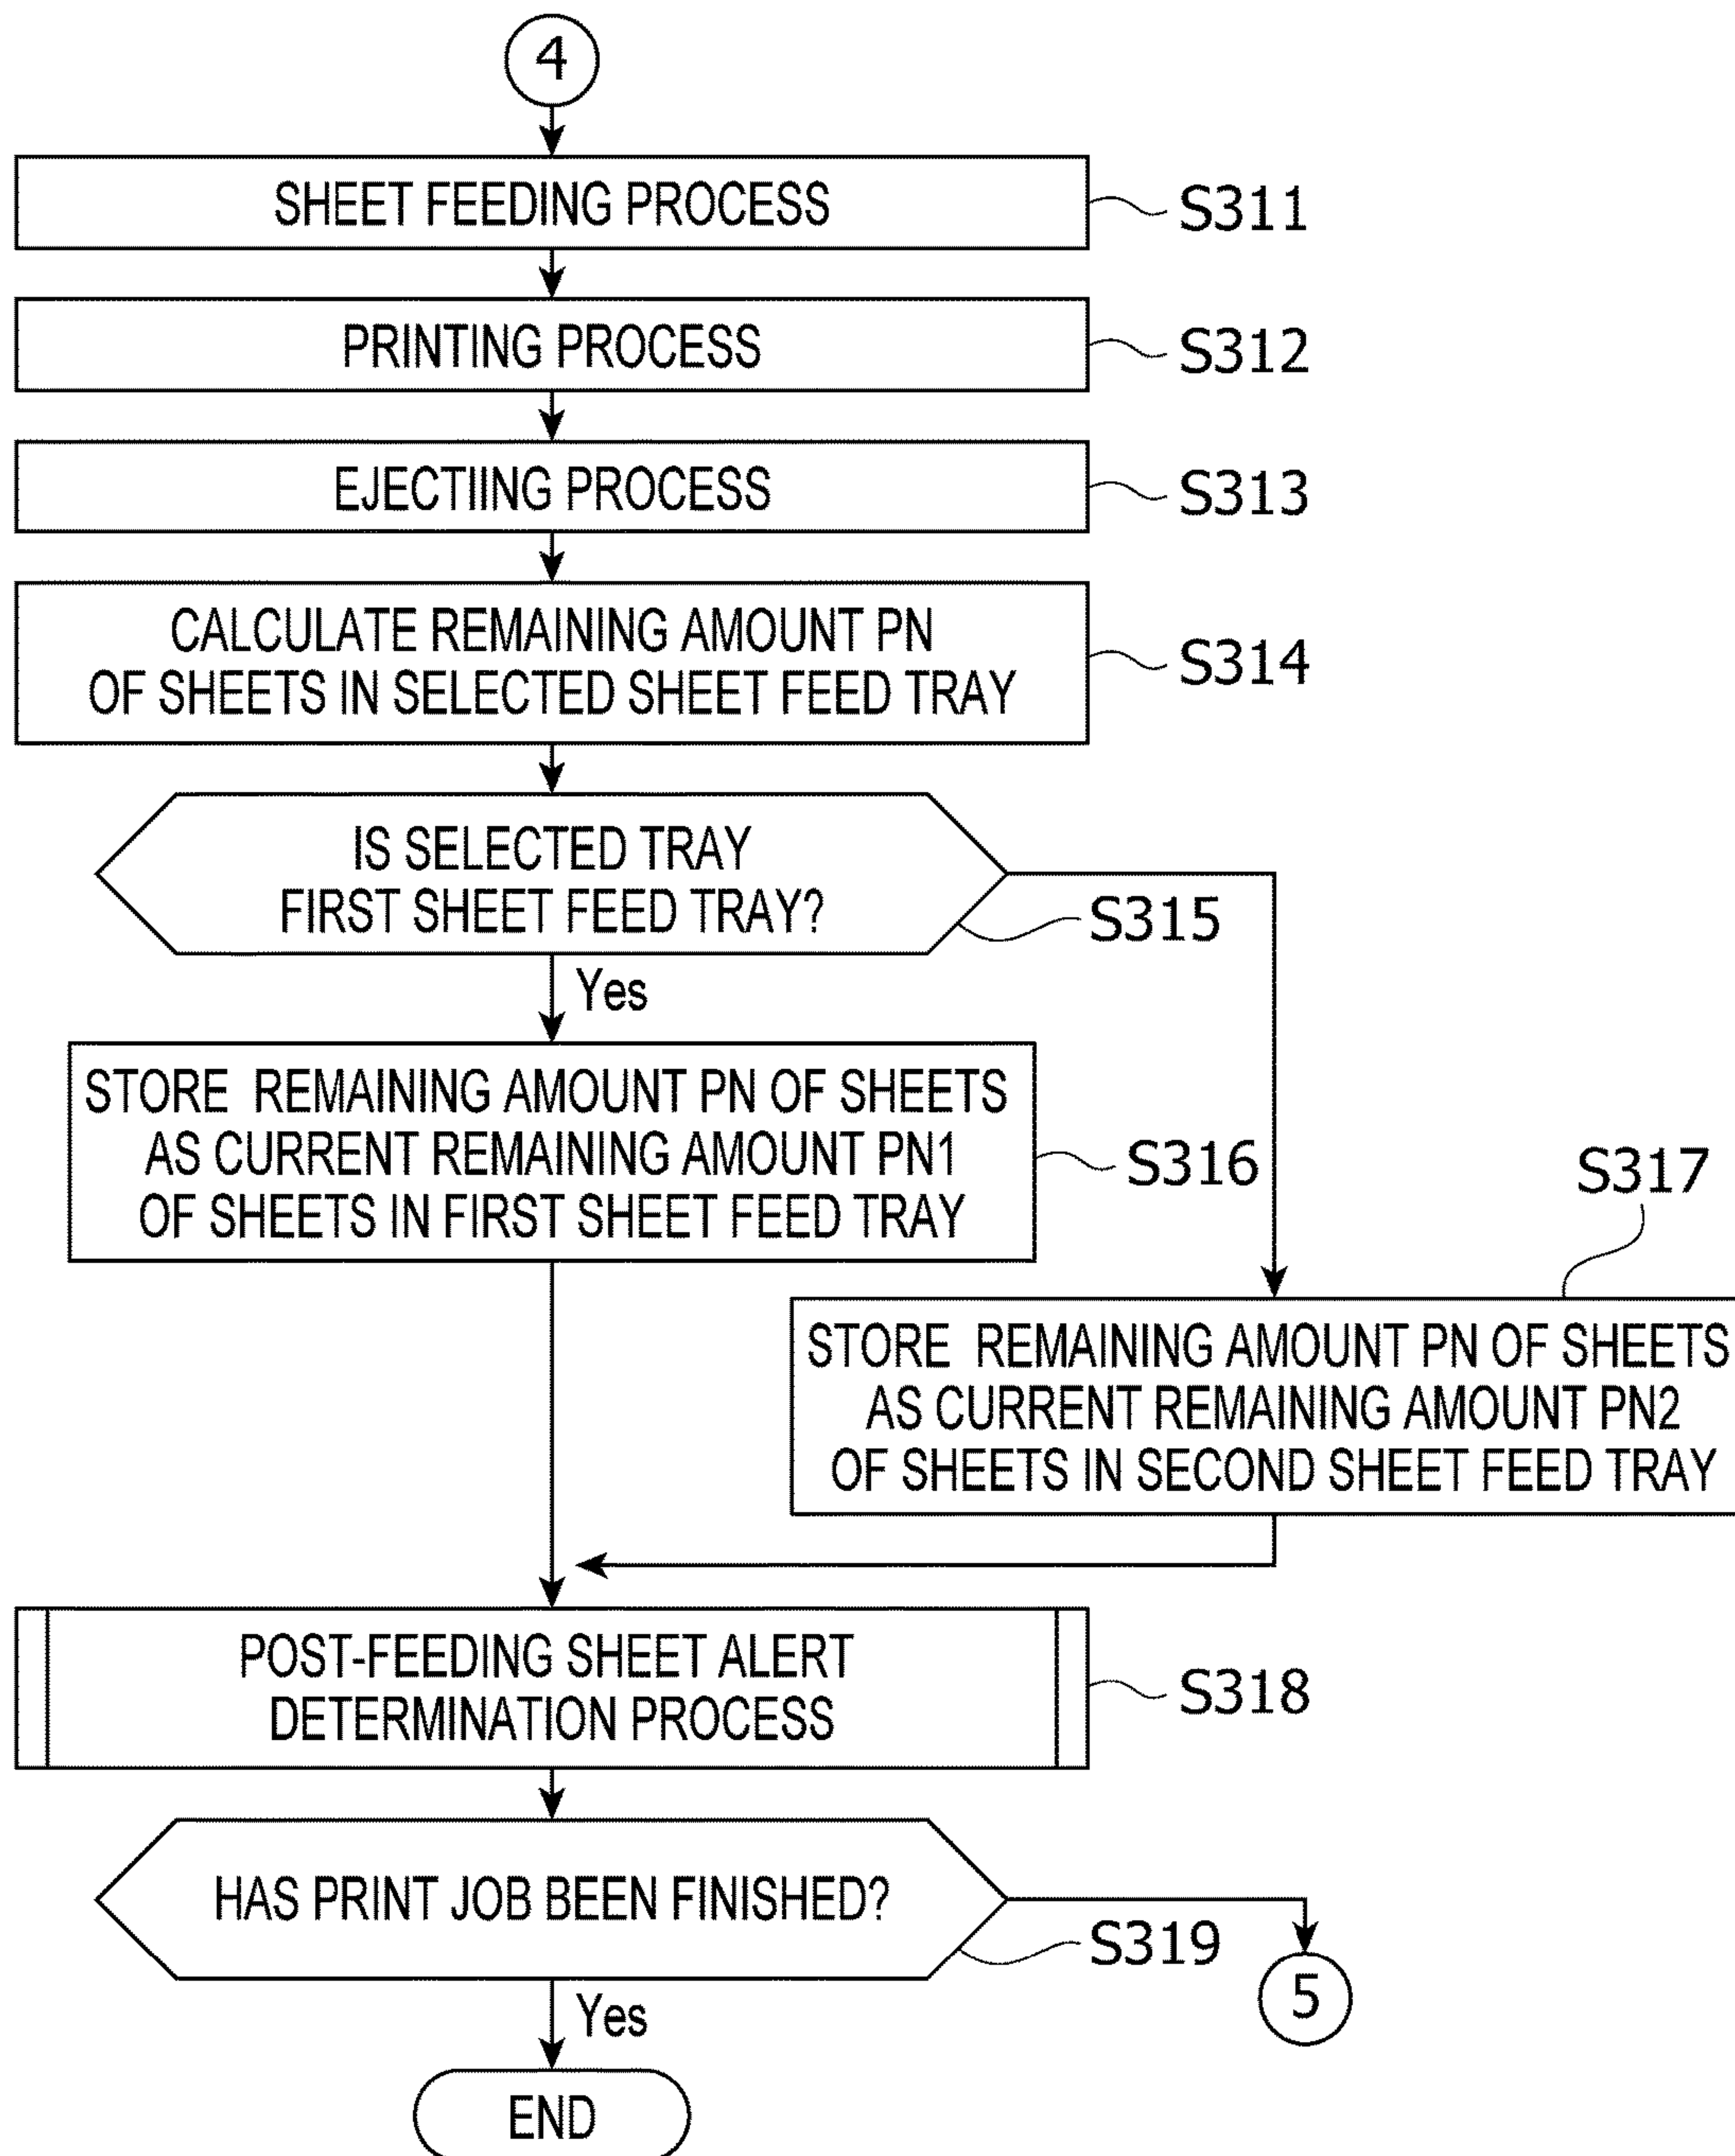 4
SHEET FEEDING PROCESS
S311
PRINTING PROCESS
S312
EJECTIING PROCESS
S313
CALCULATE REMAINING AMOUNT PN
OF SHEETS IN SELECTED SHEET FEED TRAY
S314
IS SELECTED TRAY
FIRST SHEET FEED TRAY?
S315
Yes
STORE REMAINING AMOUNT PN OF SHEETS
AS CURRENT REMAINING AMOUNT PN1
OF SHEETS IN FIRST SHEET FEED TRAY
S316
S317
STORE REMAINING AMOUNT PN OF SHEETS
AS CURRENT REMAINING AMOUNT PN2
OF SHEETS IN SECOND SHEET FEED TRAY
POST-FEEDING SHEET ALERT
DETERMINATION PROCESS
S318
HAS PRINT JOB BEEN FINISHED?
S319
5
Yes
END